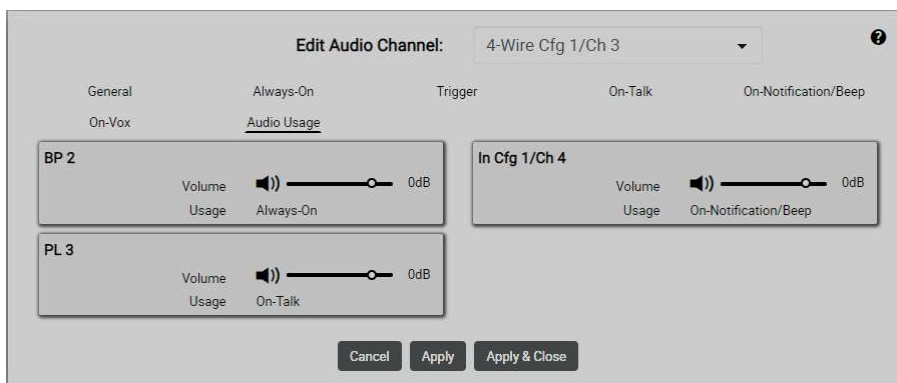 Edit Audio Channel: 4-Wire Cfg 1/Ch 3
General Always-On Trigger On-Talk On-Notification/Beep
On-Vox Audio Usage
BP 2
Volume 0dB
Usage Always-On
In Cfg 1/Ch 4
Volume 0dB
Usage On-Notification/Beep
PL 3
Volume 0dB
Usage On-Talk
Cancel Apply Apply & Close